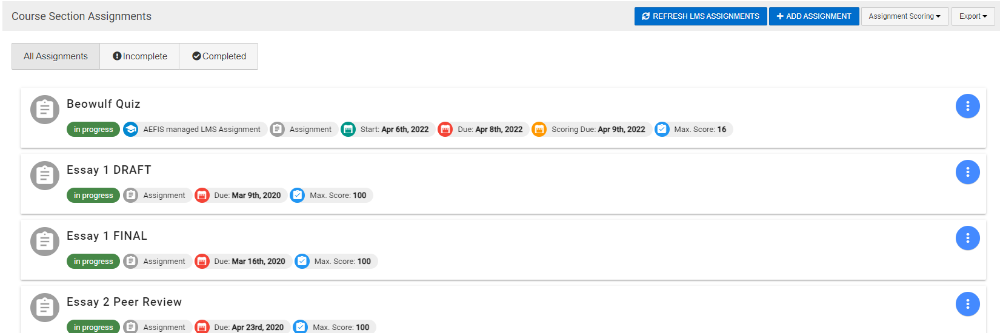 Course Section Assignments REFRESH LMS ASSIGNMENTS ADD ASSIGNMENT Assignment Scoring Export
All Assignments Incomplete Completed
Beowulf Quiz
in progress AEFIS managed LMS Assignment Assignment Start: Apr 6th, 2022 Due: Apr 8th, 2022 Scoring Due: Apr 9th, 2022 Max. Score: 16
Essay 1 DRAFT
in progress Assignment Due: Mar 9th, 2020 Max. Score: 100
Essay 1 FINAL
in progress Assignment Due: Mar 16th, 2020 Max. Score: 100
Essay 2 Peer Review
in progress Assignment Due: Apr 23rd, 2020 Max. Score: 100